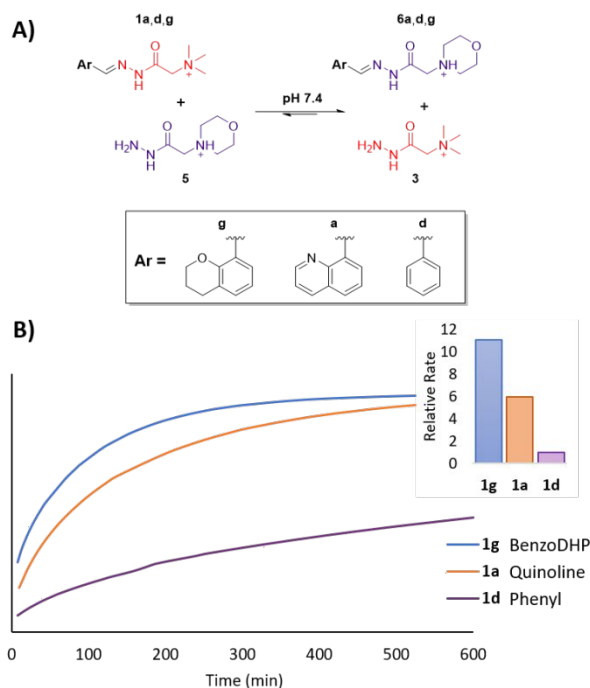 A)
1a,d,g
6a,d,g
Ar N N H O N +
Ar N N H O NH + O
+
pH 7.4
+
H2N N H O NH + O
H2N N H O N +
5
3
Ar =
g
a
d
O
N
B)
12
10
8
6
4
2
0
Relative Rate
1g 1a 1d
1g BenzoDHP
1a Quinoline
1d Phenyl
0 100 200 300 400 500 600
Time (min)